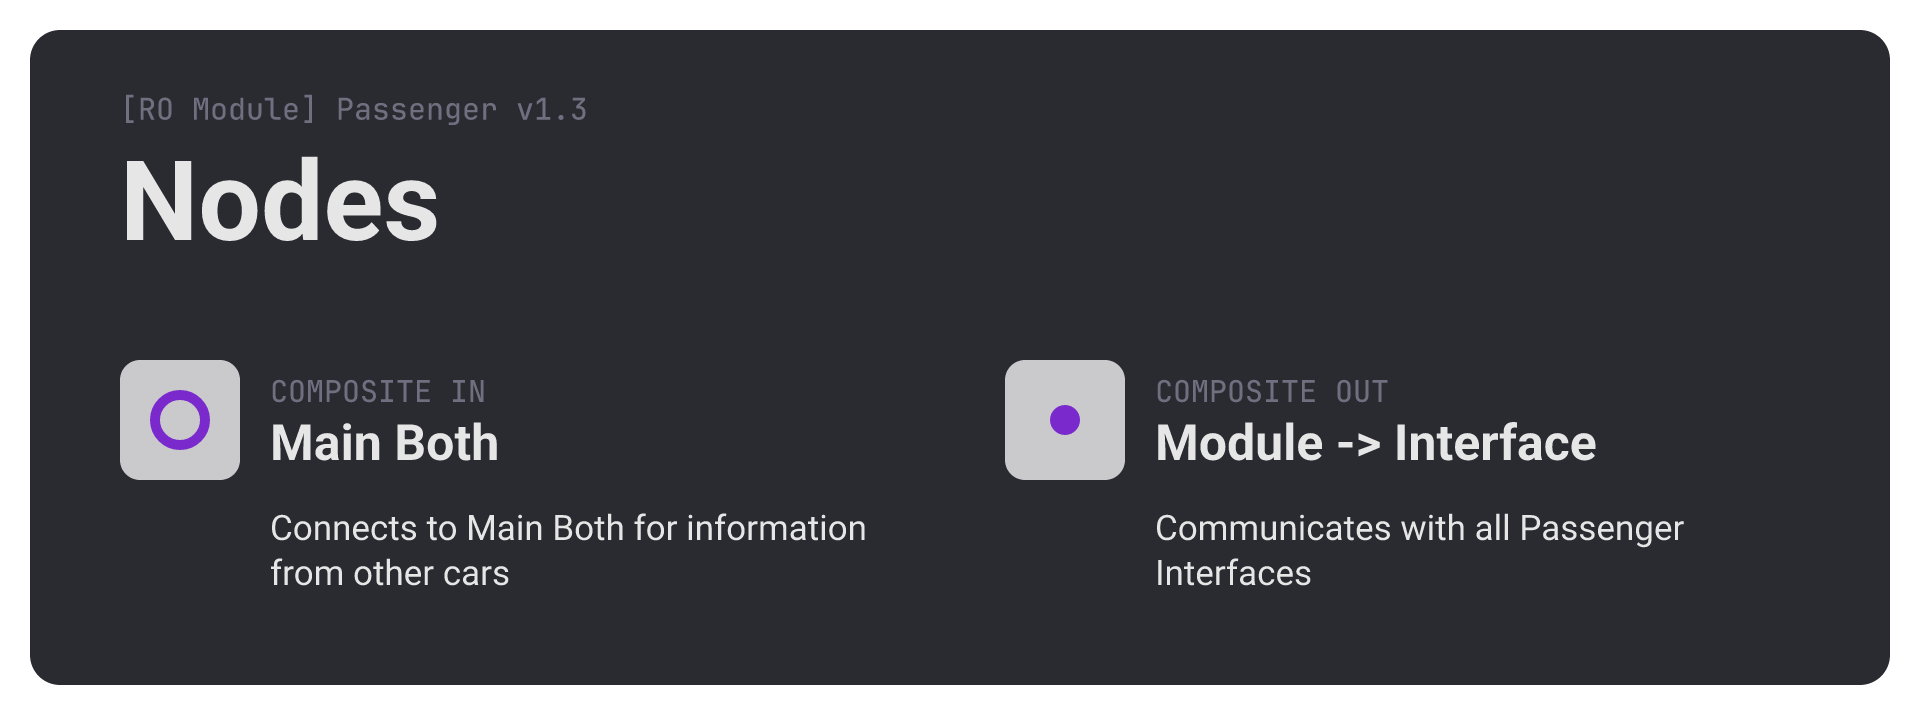 [RO Module] Passenger v1.3
Nodes
COMPOSITE IN
Main Both
Connects to Main Both for information
from other cars
COMPOSITE OUT
Module -> Interface
Communicates with all Passenger
Interfaces